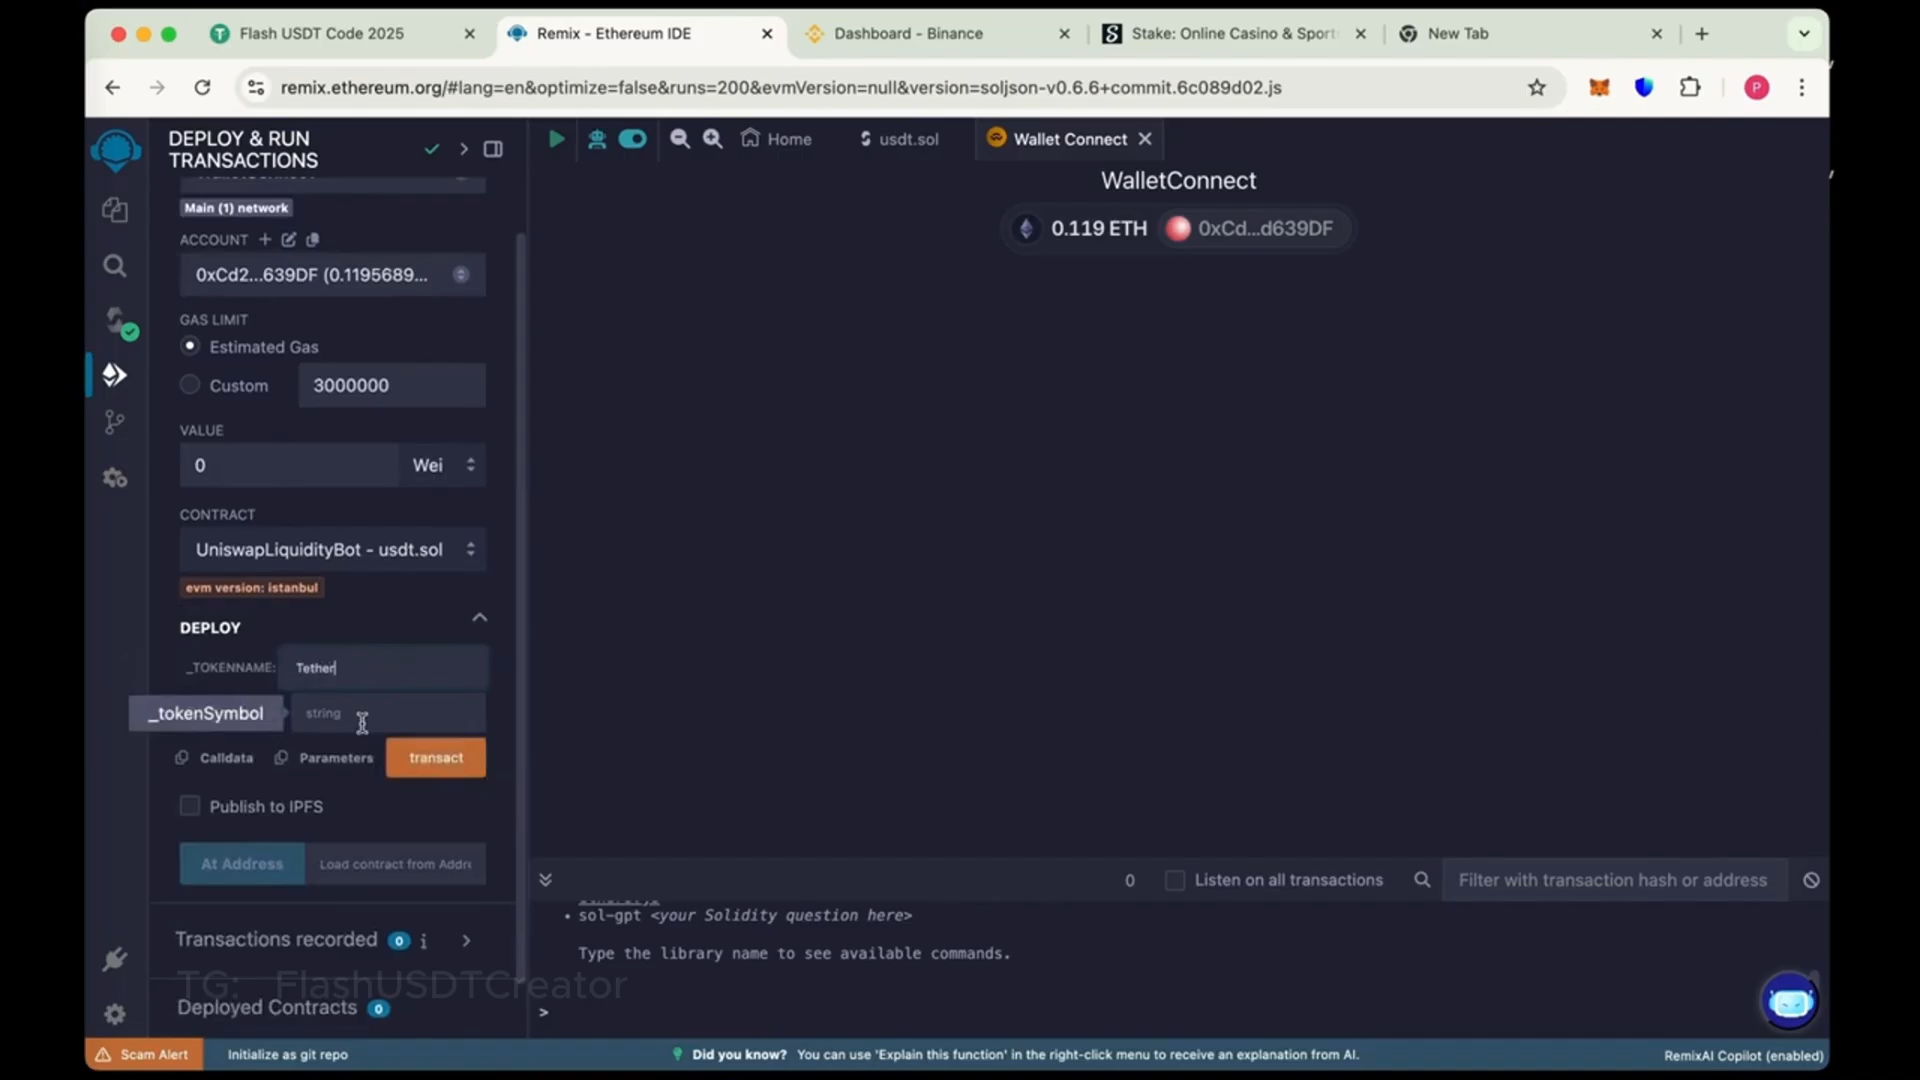 Flash USDT Code 2025
Remix - Ethereum IDE
Dashboard - Binance
Stake: Online Casino & Sport
New Tab
remix.ethereum.org/#lang=en&optimize=false&runs=200&evmVersion=null&version=soljson-v0.6.6+commit.6c089d02.js
P
DEPLOY & RUN
TRANSACTIONS
Home
usdt.sol
Wallet Connect
WalletConnect
0.119 ETH
0xCd...d639DF
Main (1) network
ACCOUNT
0xCd2...639DF (0.1195689...
GAS LIMIT
Estimated Gas
Custom
3000000
VALUE
0
Wei
CONTRACT
UniswapLiquidityBot - usdt.sol
evm version: istanbul
DEPLOY
_TOKENNAME:
Tether
_tokenSymbol
string
Calldata
Parameters
transact
Publish to IPFS
At Address
Load contract from Addre
Transactions recorded 0 i
TG: FlashUSDTCreator
Deployed Contracts 0
0
Listen on all transactions
Filter with transaction hash or address
• sol-gpt <your Solidity question here>
Type the library name to see available commands.
>
Scam Alert
Initialize as git repo
Did you know? You can use 'Explain this function' in the right-click menu to receive an explanation from AI.
RemixAI Copilot (enabled)